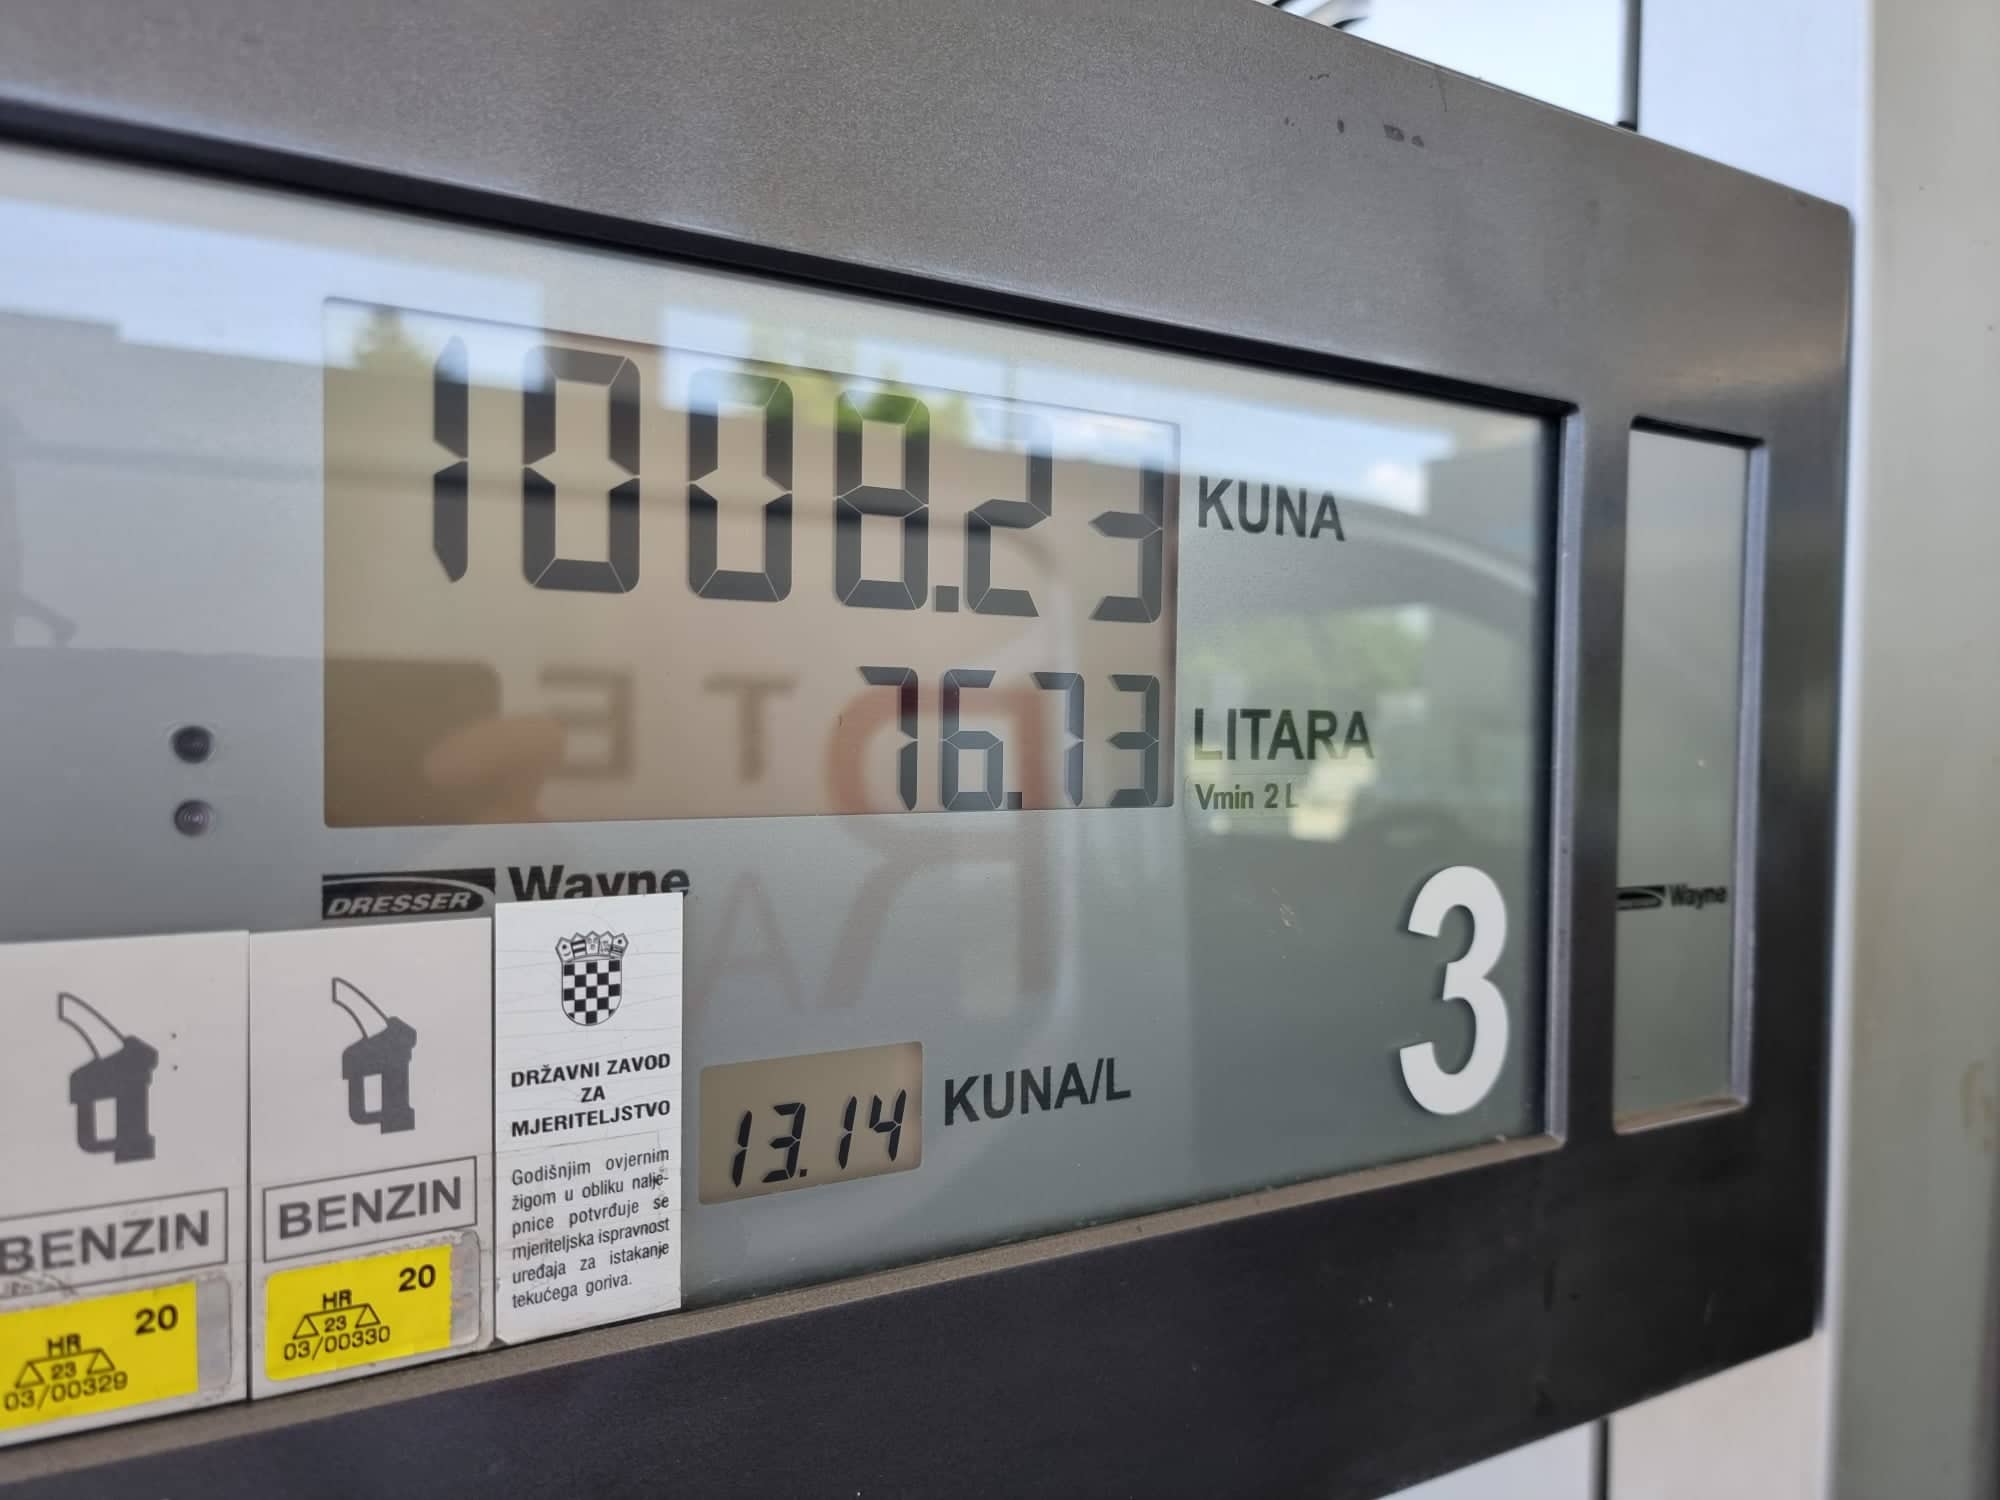 1008.23 KUNA
76.73 LITARA
Vmin 2 L
DRESSER Wayne
Wayne
3
DRŽAVNI ZAVOD
ZA
MJERITELJSTVO
Godišnjim ovjernim
žigom u obliku nalje-
pnice potvrđuje se
mjeriteljska ispravnost
uređaja za istakanje
tekućega goriva.
13.14 KUNA/L
BENZIN
20
HR
23
03/00329
BENZIN
20
HR
23
03/00330